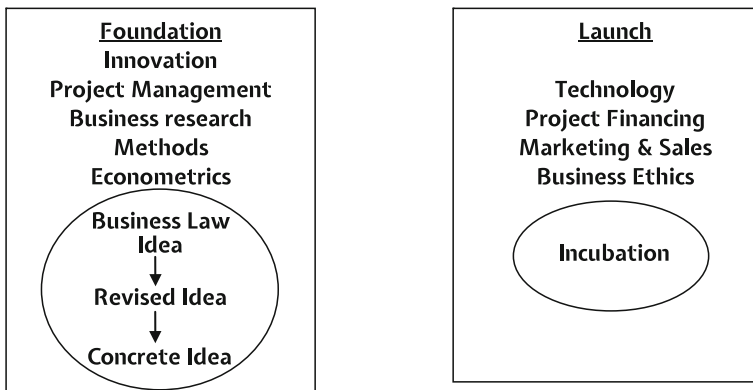 Foundation
Innovation
Project Management
Business research
Methods
Econometrics
Business Law
Idea
Revised Idea
Concrete Idea
Launch
Technology
Project Financing
Marketing & Sales
Business Ethics
Incubation